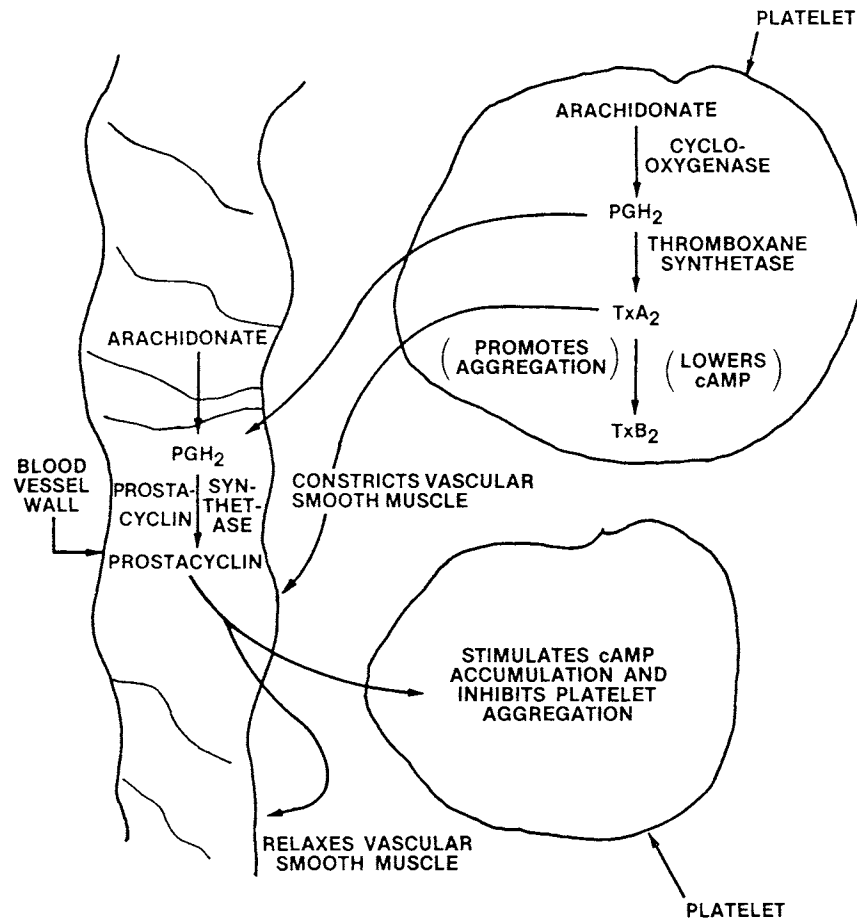 PLATELET
ARACHIDONATE
CYCLO-
OXYGENASE
PGH2
THROMBOXANE
SYNTHETASE
TxA2
(PROMOTES
AGGREGATION)
(LOWERS
cAMP)
TxB2
ARACHIDONATE
PGH2
PROSTA-
CYCLIN
SYN-
THET-
ASE
PROSTACYCLIN
BLOOD
VESSEL
WALL
CONSTRICTS VASCULAR
SMOOTH MUSCLE
STIMULATES cAMP
ACCUMULATION AND
INHIBITS PLATELET
AGGREGATION
RELAXES VASCULAR
SMOOTH MUSCLE
PLATELET